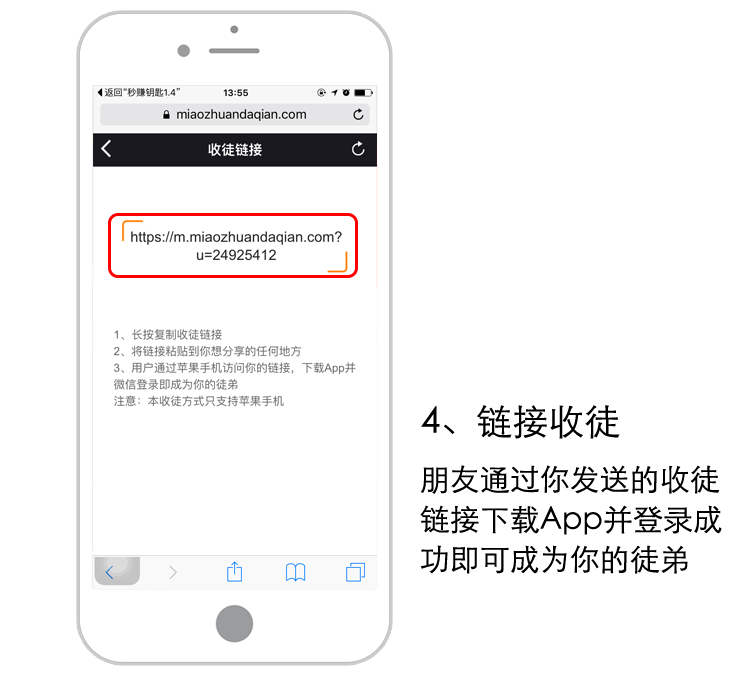 返回“秒赚钥匙1.4”
13:55
miaozhuandaqian.com
收徒链接
https://m.miaozhuandaqian.com?
u=24925412
1、长按复制收徒链接
2、将链接粘贴到你想分享的任何地方
3、用户通过苹果手机访问你的链接，下载App并
微信登录即成为你的徒弟
注意：本收徒方式只支持苹果手机
4、链接收徒
朋友通过你发送的收徒
链接下载App并登录成
功即可成为你的徒弟